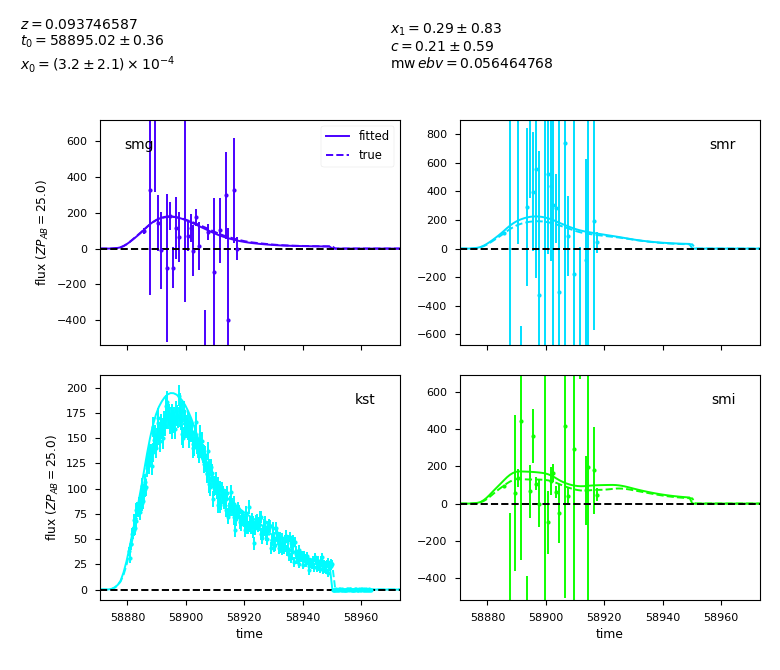 z = 0.093746587
t₀ = 58895.02 ± 0.36
x₀ = (3.2 ± 2.1) × 10⁻⁴
x₁ = 0.29 ± 0.83
c = 0.21 ± 0.59
mw ebv = 0.056464768
smg
fitted
true
600
400
200
0
−200
−400
flux (ZP_AB = 25.0)
smr
800
600
400
200
0
−200
−400
−600
kst
200
175
150
125
100
75
50
25
0
flux (ZP_AB = 25.0)
58880 58900 58920 58940 58960
time
smi
600
400
200
0
−200
−400
58880 58900 58920 58940 58960
time